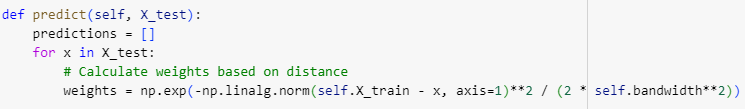 def predict(self, X_test):
    predictions = []
    for x in X_test:
        # Calculate weights based on distance
        weights = np.exp(-np.linalg.norm(self.X_train - x, axis=1)**2 / (2 * self.bandwidth**2))